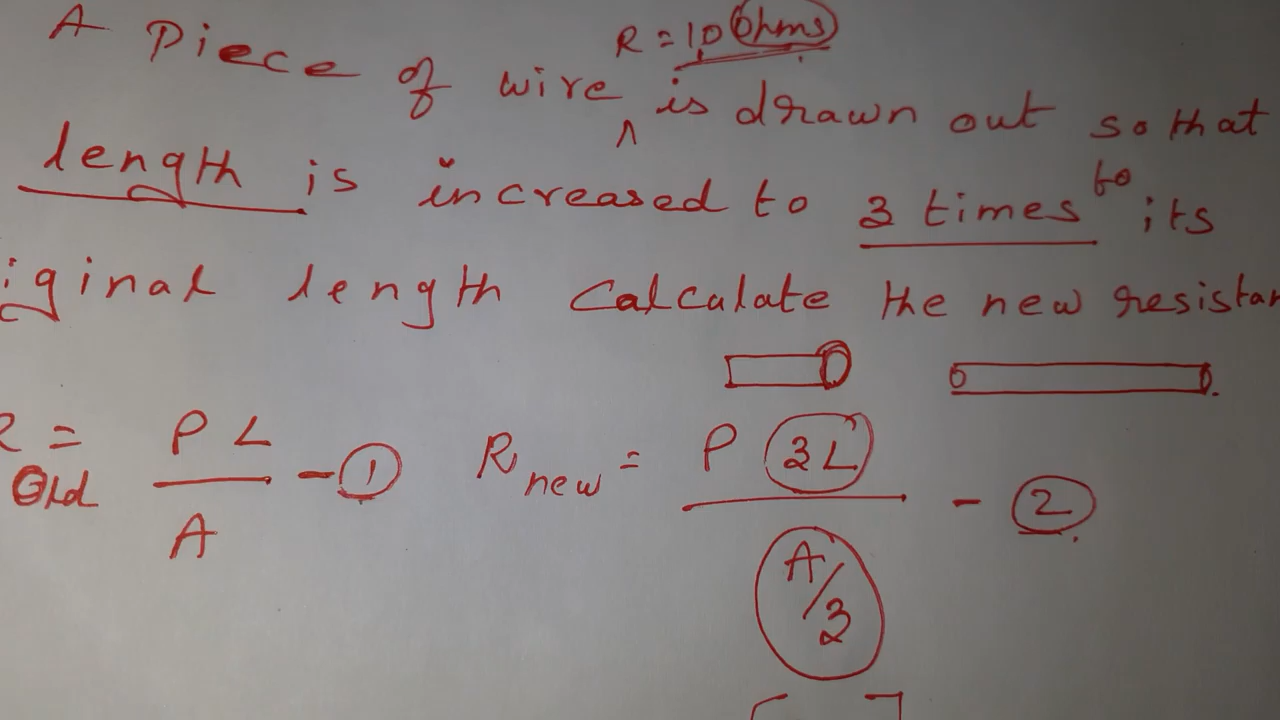 A Piece of wire R = 10 Ohms is drawn out so that
length is increased to 3 times to its
iginal length Calculate the new resistan
R = ρL/A - 1
Old
R new = ρ 3L / A/3 - 2